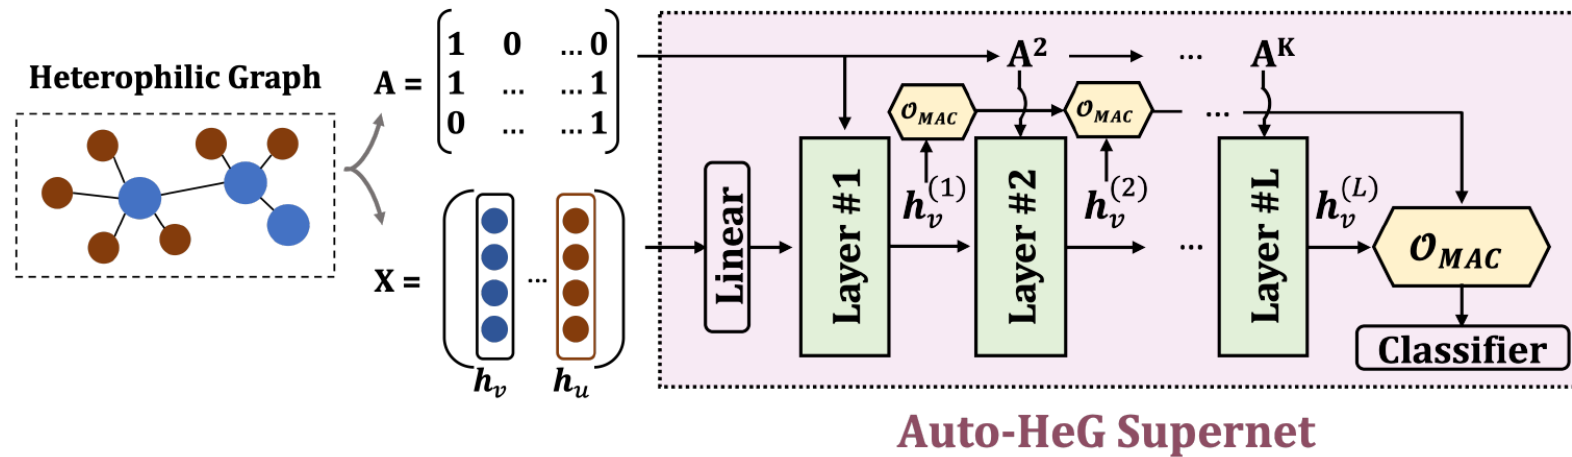 Heterophilic Graph
A =
1 0 ... 0
1 ... ... 1
0 ... ... 1
X =
...
h_v
h_u
A² ... A^K
O_MAC
O_MAC
...
Linear
Layer #1
h_v^(1)
Layer #2
h_v^(2)
...
Layer #L
h_v^(L)
O_MAC
Classifier
Auto-HeG Supernet